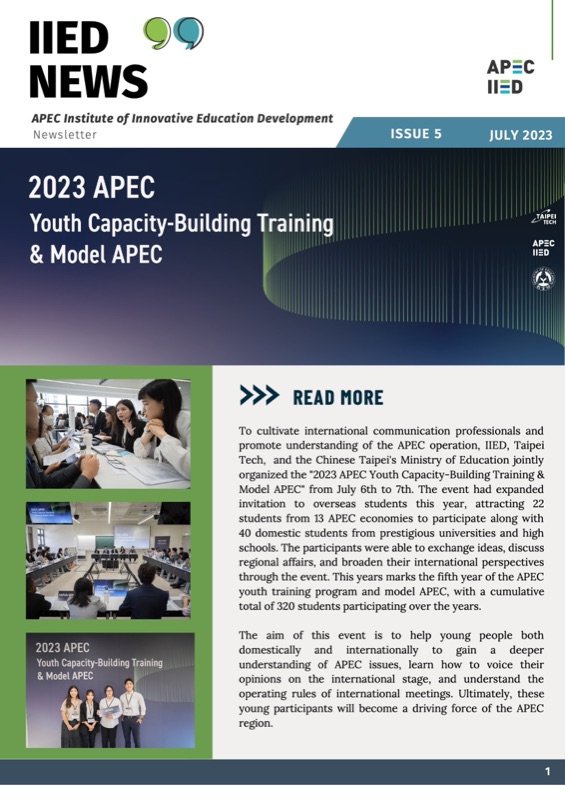 IIED
NEWS
APEC
IIED
APEC Institute of Innovative Education Development
Newsletter
ISSUE 5
JULY 2023
2023 APEC
Youth Capacity-Building Training
& Model APEC
TAIPEI
TECH
APEC
IIED
READ MORE
To cultivate international communication professionals and
promote understanding of the APEC operation, IIED, Taipei
Tech, and the Chinese Taipei's Ministry of Education jointly
organized the "2023 APEC Youth Capacity-Building Training &
Model APEC" from July 6th to 7th. The event had expanded
invitation to overseas students this year, attracting 22
students from 13 APEC economies to participate along with
40 domestic students from prestigious universities and high
schools. The participants were able to exchange ideas, discuss
regional affairs, and broaden their international perspectives
through the event. This years marks the fifth year of the APEC
youth training program and model APEC, with a cumulative
total of 320 students participating over the years.
The aim of this event is to help young people both
domestically and internationally to gain a deeper
understanding of APEC issues, learn how to voice their
opinions on the international stage, and understand the
operating rules of international meetings. Ultimately, these
young participants will become a driving force of the APEC
region.
2023 APEC
Youth Capacity-Building Training
& Model APEC
1